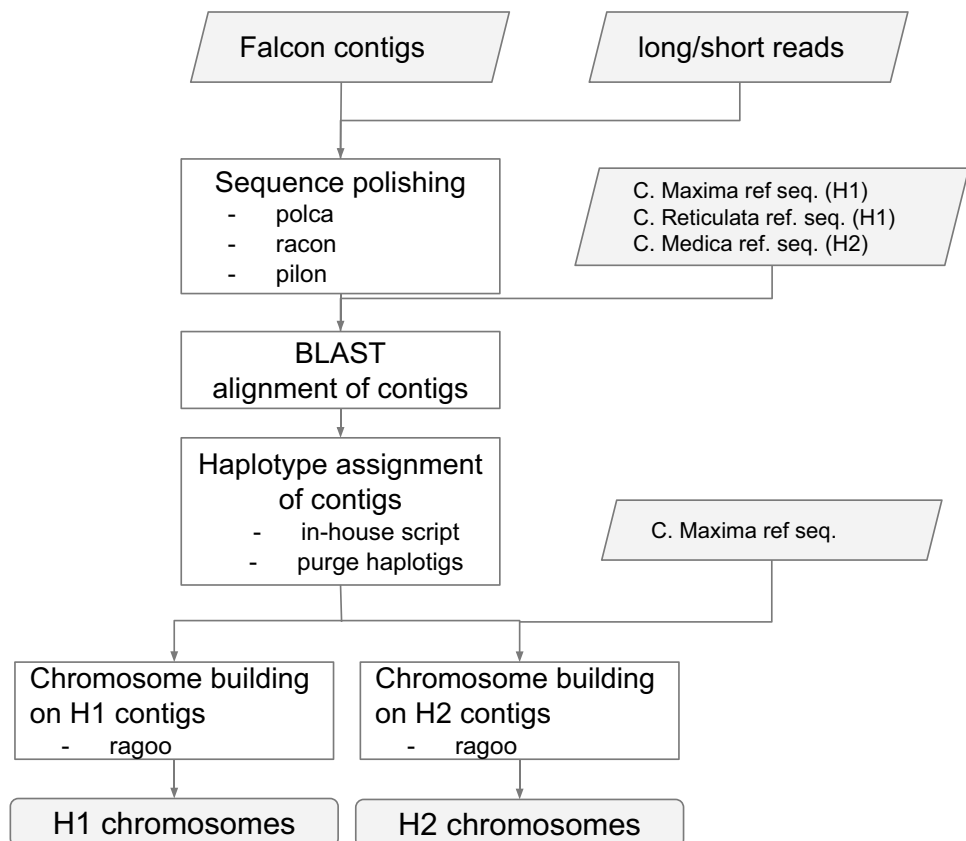 Falcon contigs
long/short reads
Sequence polishing
- polca
- racon
- pilon
C. Maxima ref seq. (H1)
C. Reticulata ref. seq. (H1)
C. Medica ref. seq. (H2)
BLAST
alignment of contigs
Haplotype assignment
of contigs
- in-house script
- purge haplotigs
C. Maxima ref seq.
Chromosome building
on H1 contigs
- ragoo
Chromosome building
on H2 contigs
- ragoo
H1 chromosomes
H2 chromosomes